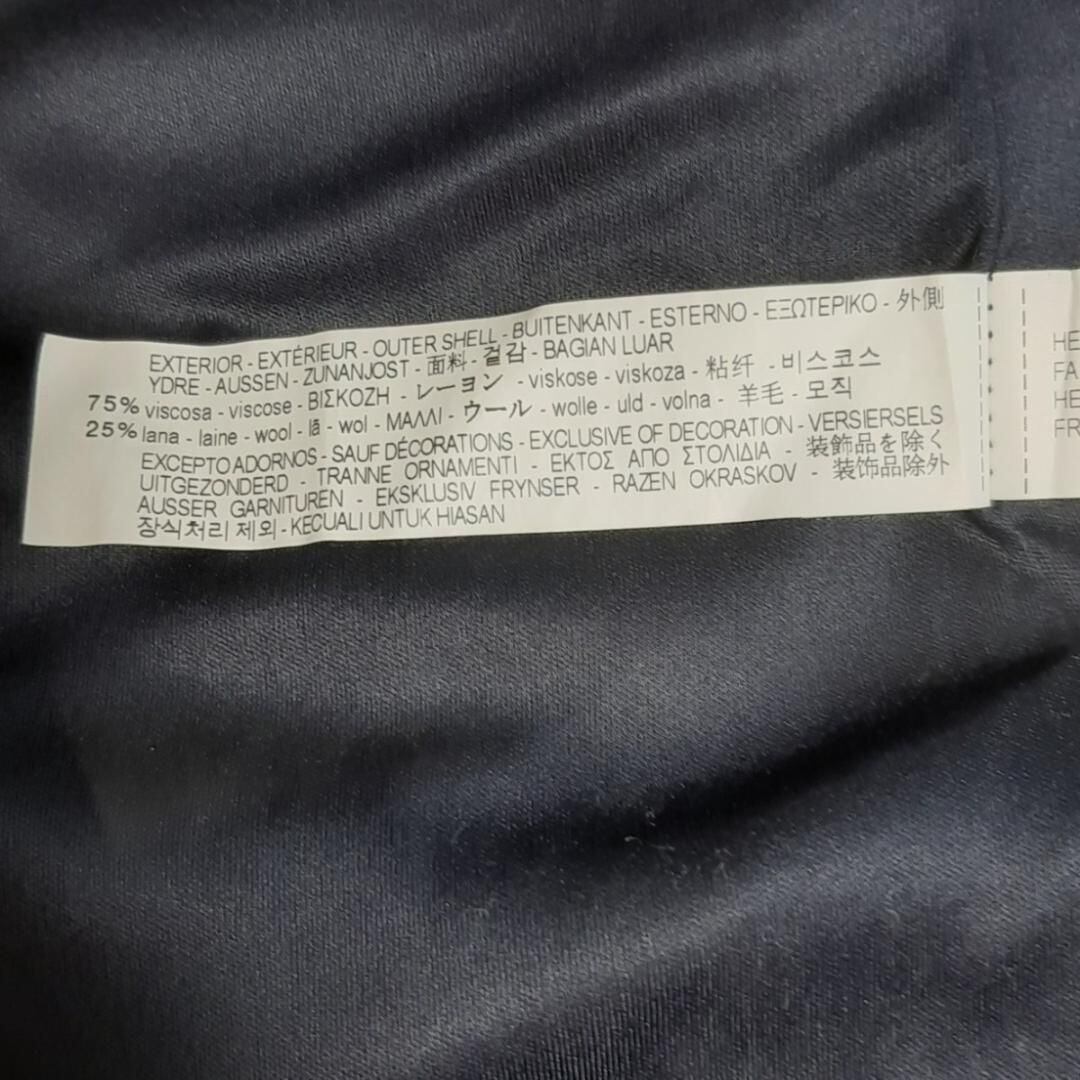 EXTERIOR - EXTÉRIEUR - OUTER SHELL - BUITENKANT - ESTERNO - ΕΞΩΤΕΡΙΚΟ - 外側
YDRE - AUSSEN - ZUNANJOST - 面料 - 겉감 - BAGIAN LUAR
75% viscosa - viscose - ΒΙΣΚΟΖΗ - レーヨン - viskose - viskoza - 粘纤 - 비스코스
25% lana - laine - wool - lã - wol - ΜΑΛΛΙ - ウール - wolle - uld - volna - 羊毛 - 모직
EXCEPTO ADORNOS - SAUF DÉCORATIONS - EXCLUSIVE OF DECORATION - VERSIERSELS
UITGEZONDERD - TRANNE ORNAMENTI - ΕΚΤΟΣ ΑΠΟ ΣΤΟΛΙΔΙΑ - 装飾品を除く
AUSSER GARNITUREN - EKSKLUSIV FRYNSER - RAZEN OKRASKOV - 装饰品除外
장식처리 제외 - KECUALI UNTUK HIASAN
HE
FA
HE
FR